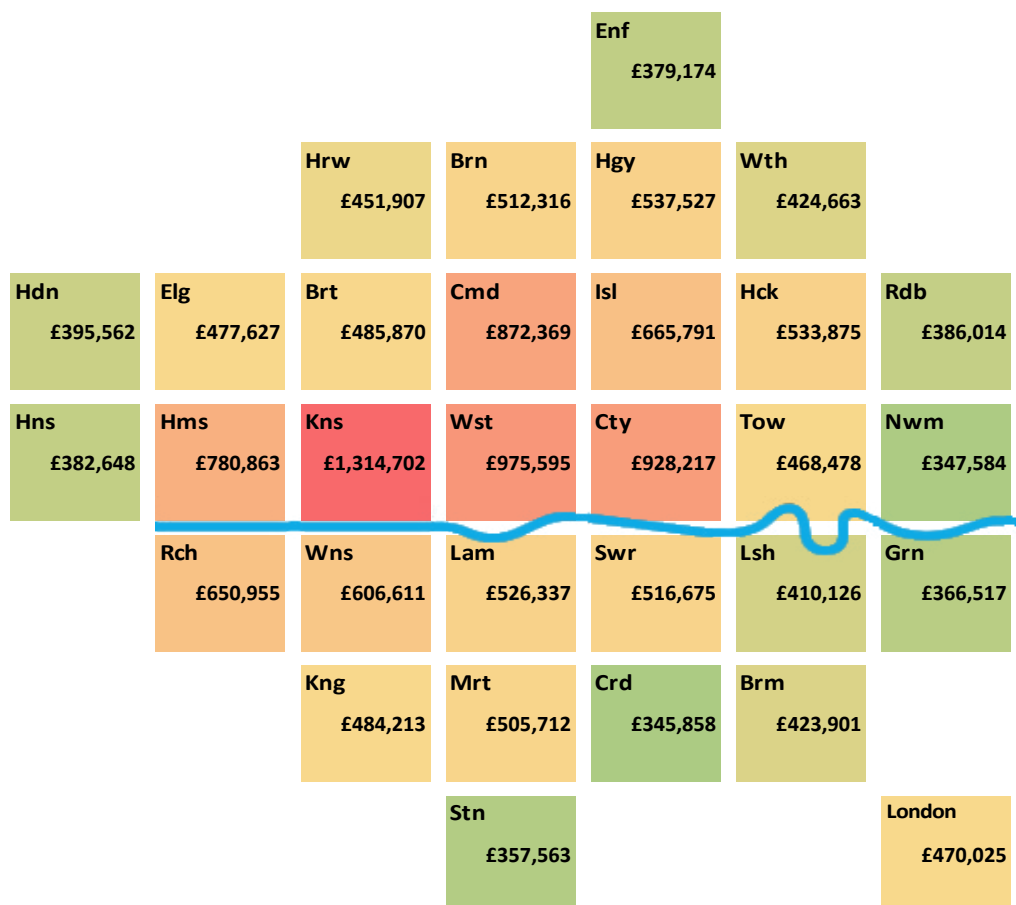 Enf
£379,174
Hrw Brn Hgy Wth
£451,907 £512,316 £537,527 £424,663
Hdn Elg Brt Cmd Isl Hck Rdb
£395,562 £477,627 £485,870 £872,369 £665,791 £533,875 £386,014
Hns Hms Kns Wst Cty Tow Nwm
£382,648 £780,863 £1,314,702 £975,595 £928,217 £468,478 £347,584
Rch Wns Lam Swr Lsh Grn
£650,955 £606,611 £526,337 £516,675 £410,126 £366,517
Kng Mrt Crd Brm
£484,213 £505,712 £345,858 £423,901
Stn London
£357,563 £470,025